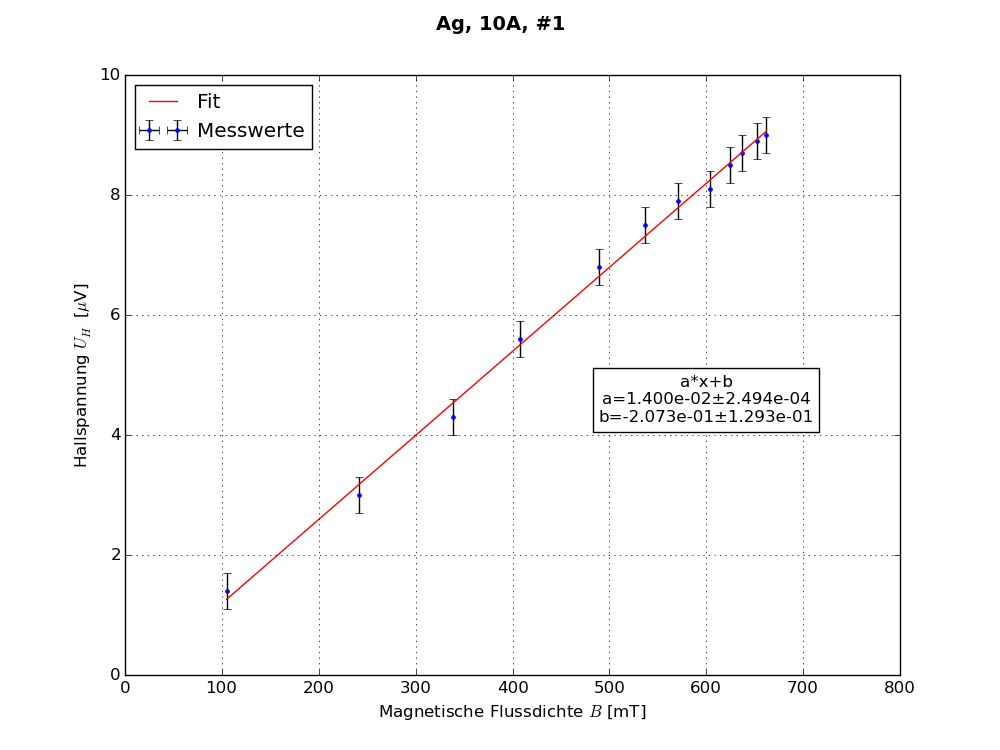 Ag, 10A, #1
Fit
Messwerte
Hallspannung U_H [μV]
10
8
6
4
2
0
a*x+b
a=1.400e-02±2.494e-04
b=-2.073e-01±1.293e-01
0 100 200 300 400 500 600 700 800
Magnetische Flussdichte B [mT]